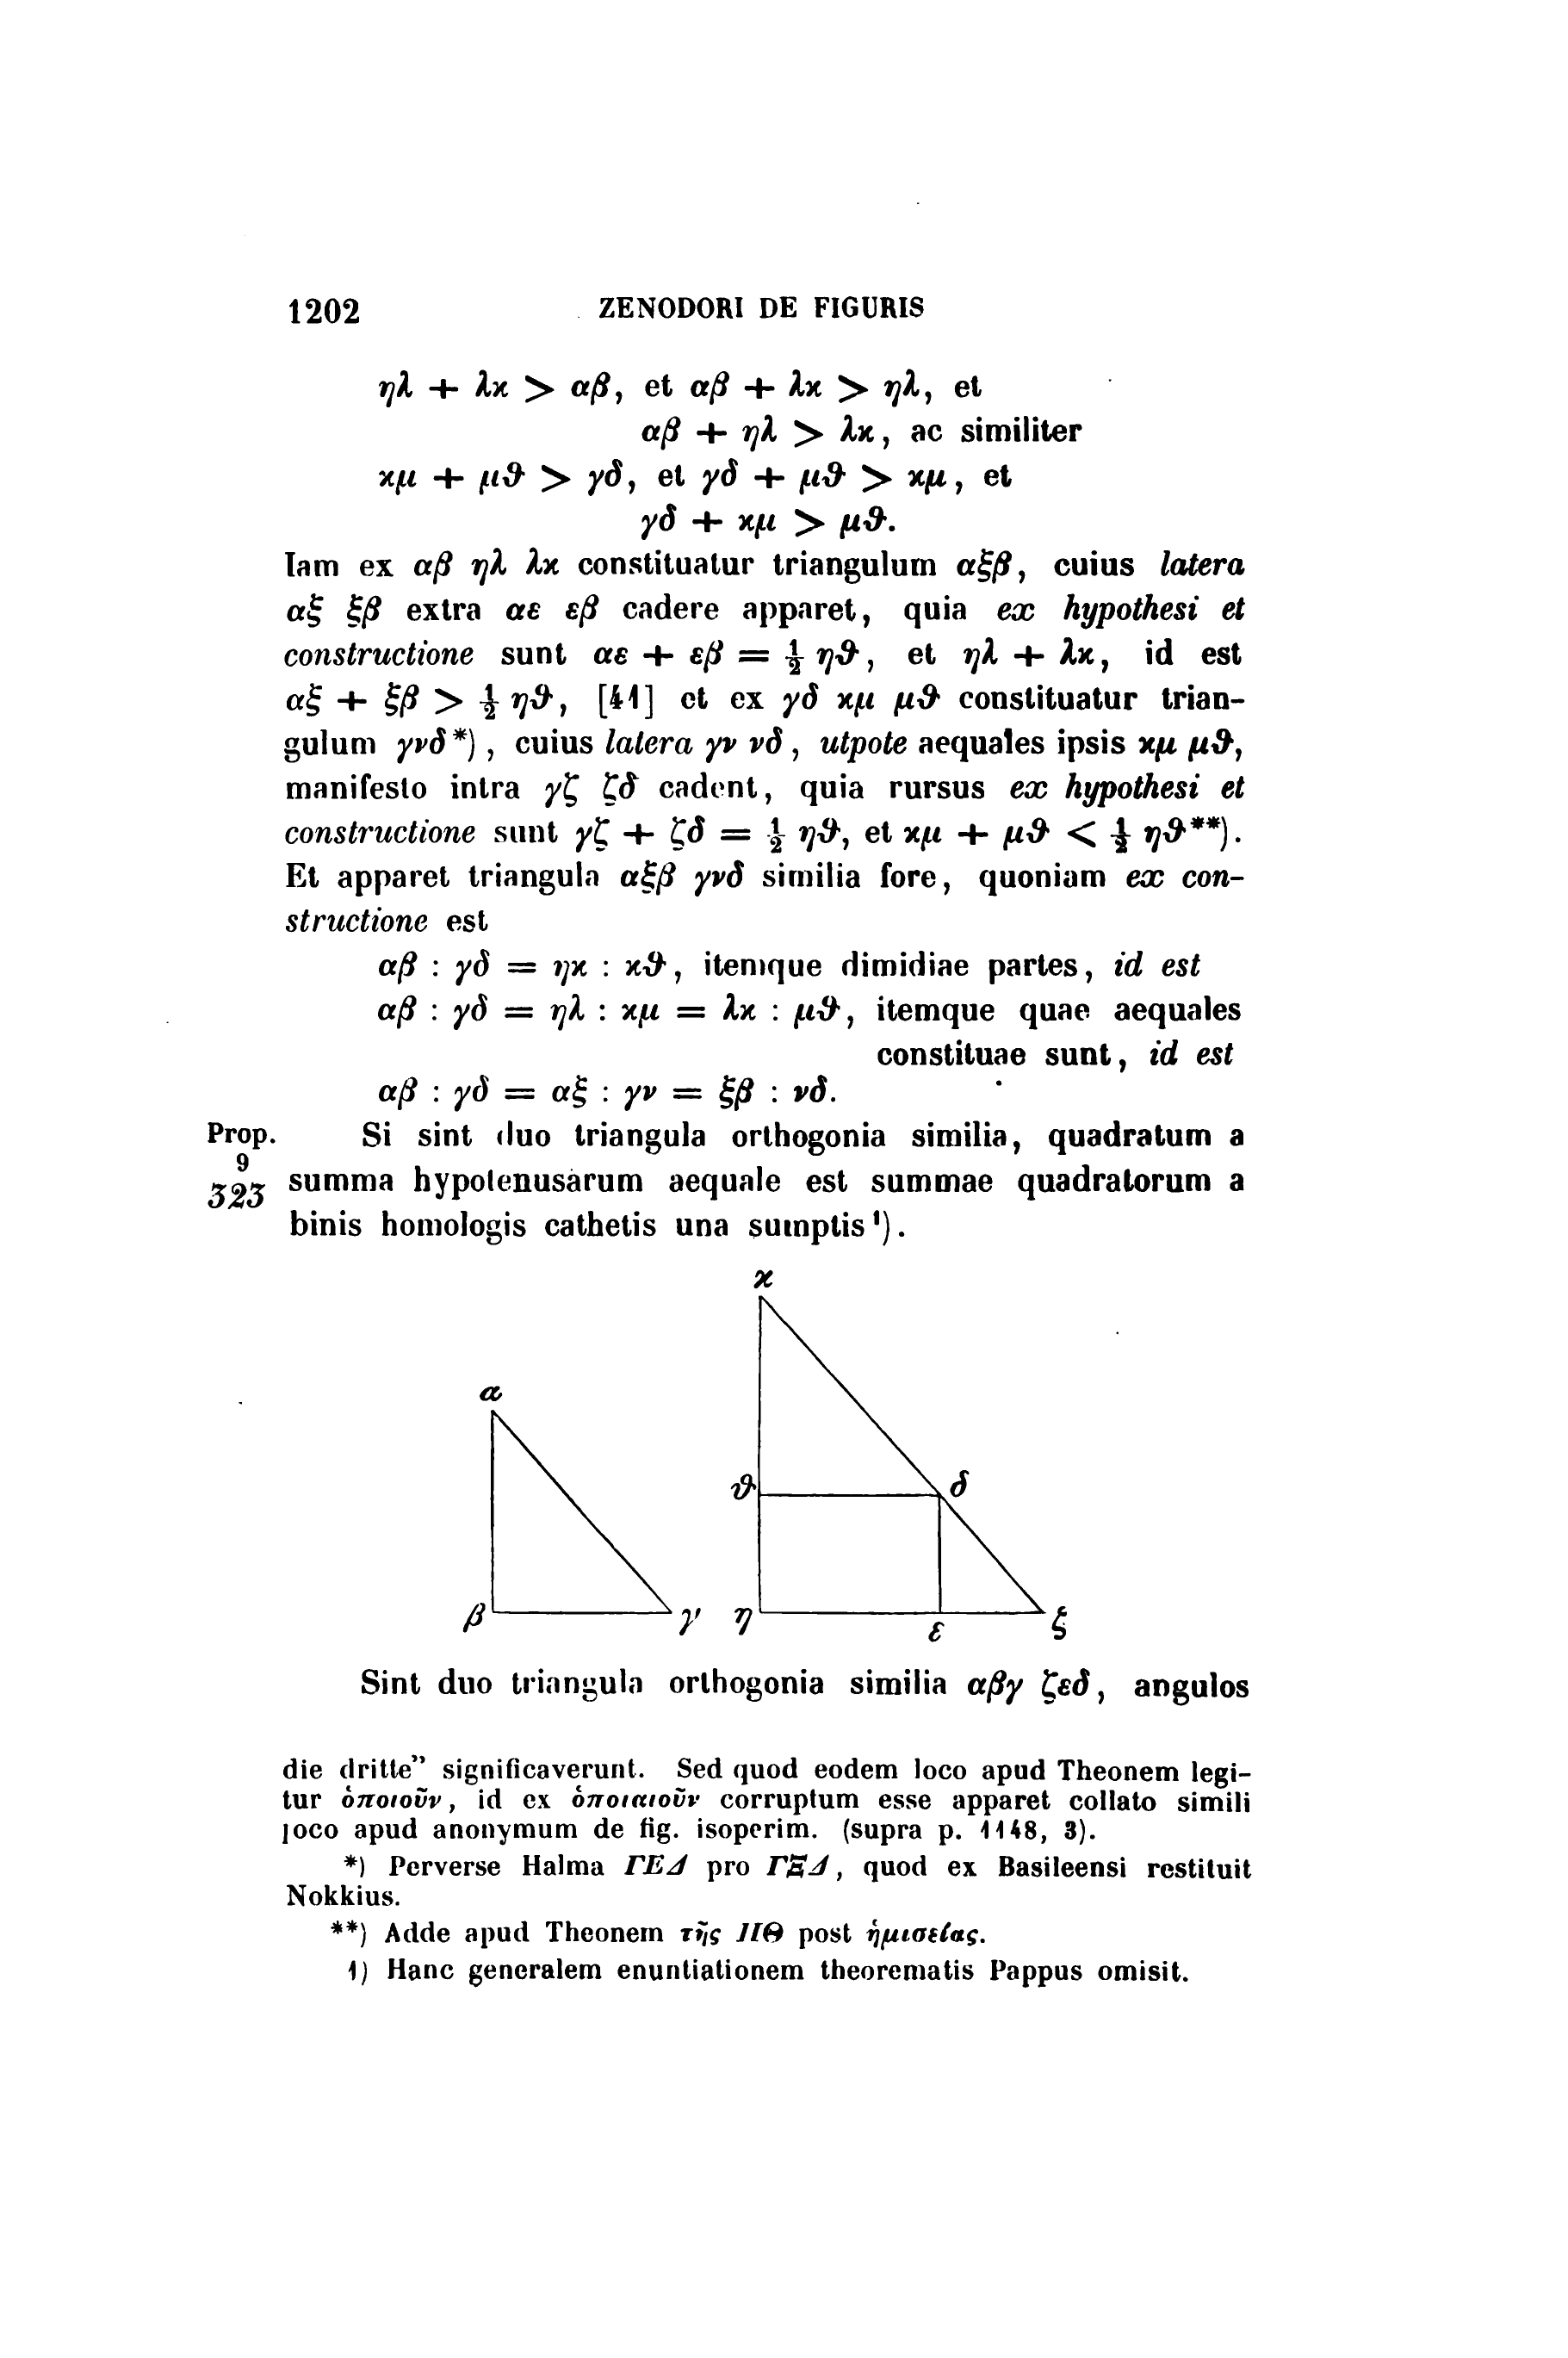 1202 ZENODORI DE FIGURIS
ηλ + λκ > αβ, et αβ + λκ > ηλ, et
αβ + ηλ > λκ, ac similiter
κμ + μϑ > γδ, et γδ + μϑ > κμ, et
γδ + κμ > μϑ.
Iam ex αβ ηλ λκ constituatur triangulum αξβ, cuius latera
αξ ξβ extra αε εβ cadere apparet, quia ex hypothesi et
constructione sunt αε + εβ = ½ ηϑ, et ηλ + λκ, id est
αξ + ξβ > ½ ηϑ, [41] et ex γδ κμ μϑ constituatur trian-
gulum γνδ*), cuius latera γν νδ, utpote aequales ipsis κμ μϑ,
manifesto intra γζ ζδ cadent, quia rursus ex hypothesi et
constructione sunt γζ + ζδ = ½ ηϑ, et κμ + μϑ < ½ ηϑ**).
Et apparet triangula αξβ γνδ similia fore, quoniam ex con-
structione est
αβ : γδ = ηκ : κϑ, itemque dimidiae partes, id est
αβ : γδ = ηλ : κμ = λκ : μϑ, itemque quae aequales
constituae sunt, id est
αβ : γδ = αξ : γν = ξβ : νδ.
Prop. Si sint duo triangula orthogonia similia, quadratum a
9
323 summa hypotenusarum aequale est summae quadratorum a
binis homologis cathetis una sumptis¹).
κ
α
ϑ δ
β γ η ε ξ
Sint duo triangula orthogonia similia αβγ ζεδ, angulos
die dritte” significaverunt. Sed quod eodem loco apud Theonem legi-
tur ὁποιοῦν, id ex ὁποιαιοῦν corruptum esse apparet collato simili
loco apud anonymum de fig. isoperim. (supra p. 1148, 3).
*) Perverse Halma ΓΕΔ pro ΓΞΔ, quod ex Basileensi restituit
Nokkius.
**) Adde apud Theonem τῆς ΗΘ post ἡμισείας.
1) Hanc generalem enuntiationem theorematis Pappus omisit.